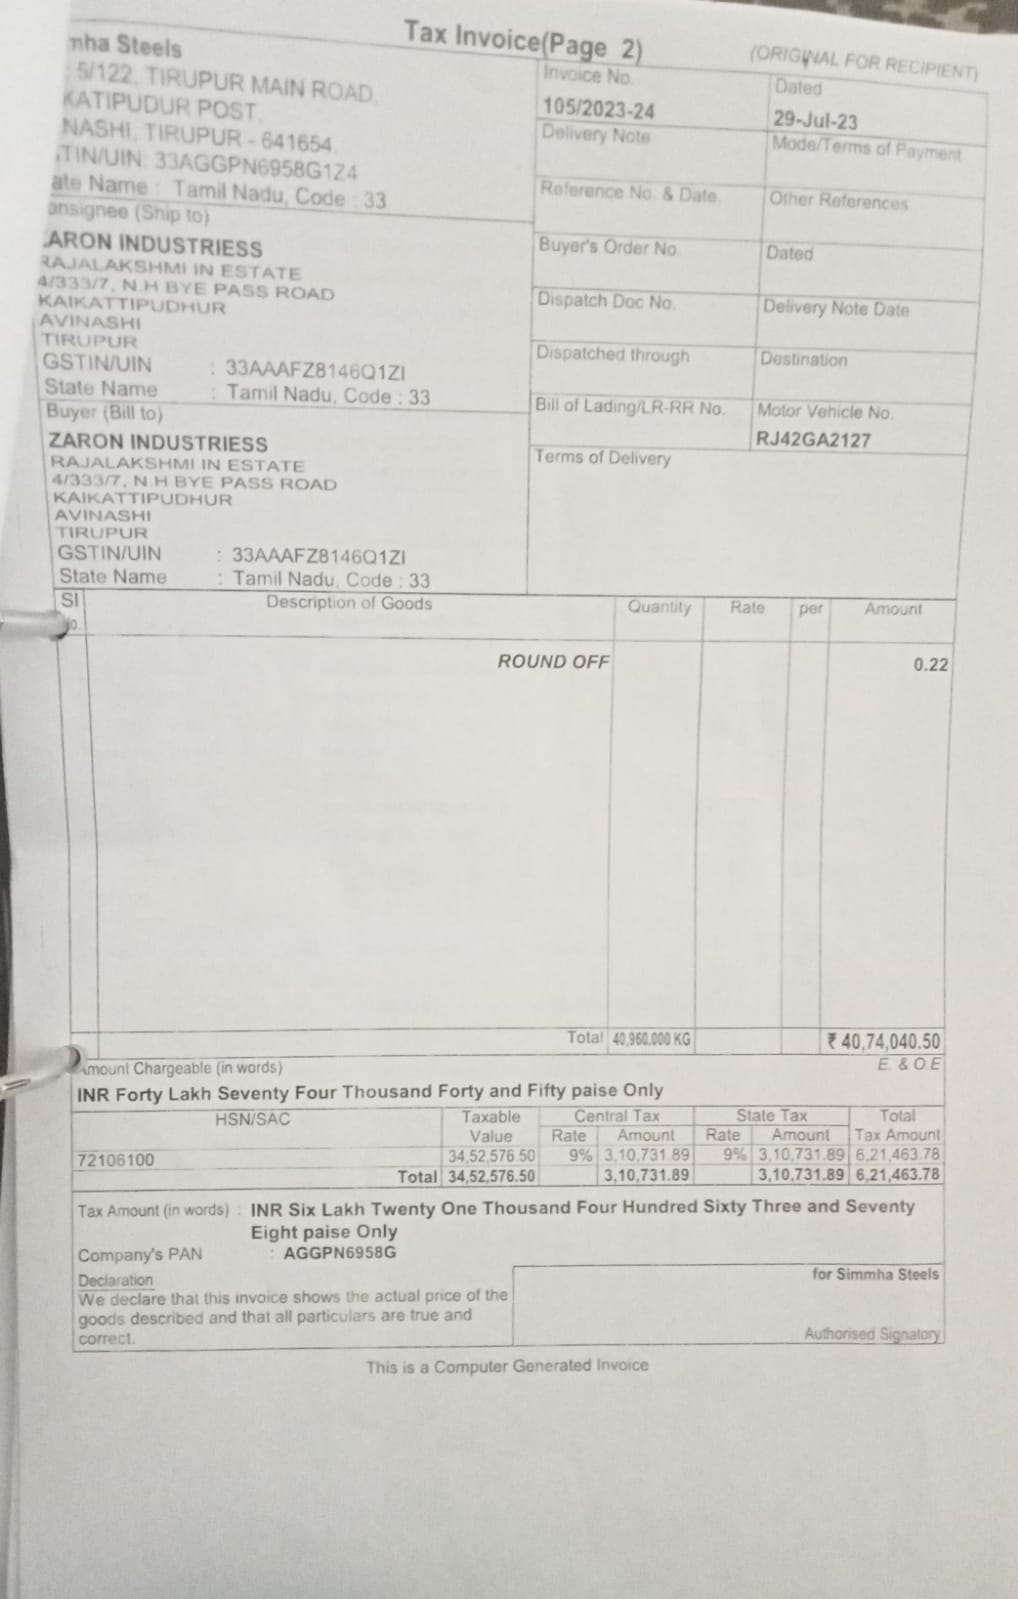 Tax Invoice(Page 2)
(ORIGINAL FOR RECIPIENT)
mha Steels
5/122, TIRUPUR MAIN ROAD,
KATIPUDUR POST,
NASHI, TIRUPUR - 641654.
TIN/UIN: 33AGGPN6958G1Z4
ate Name : Tamil Nadu, Code : 33
Invoice No.
105/2023-24
Dated
29-Jul-23
Delivery Note
Mode/Terms of Payment
Reference No. & Date.
Other References
Buyer's Order No.
Dated
Dispatch Doc No.
Delivery Note Date
Dispatched through
Destination
Bill of Lading/LR-RR No.
Motor Vehicle No.
RJ42GA2127
Terms of Delivery
onsignee (Ship to)
ARON INDUSTRIESS
RAJALAKSHMI IN ESTATE
4/333/7, N.H BYE PASS ROAD
KAIKATTIPUDHUR
AVINASHI
TIRUPUR
GSTIN/UIN : 33AAAFZ8146Q1ZI
State Name : Tamil Nadu, Code : 33
Buyer (Bill to)
ZARON INDUSTRIESS
RAJALAKSHMI IN ESTATE
4/333/7, N.H BYE PASS ROAD
KAIKATTIPUDHUR
AVINASHI
TIRUPUR
GSTIN/UIN : 33AAAFZ8146Q1ZI
State Name : Tamil Nadu, Code : 33
Sl Description of Goods Quantity Rate per Amount
o.
ROUND OFF 0.22
Total 40,960.000 KG ₹ 40,74,040.50
Amount Chargeable (in words) E. & O.E
INR Forty Lakh Seventy Four Thousand Forty and Fifty paise Only
HSN/SAC Taxable Central Tax State Tax Total
Value Rate Amount Rate Amount Tax Amount
72106100 34,52,576.50 9% 3,10,731.89 9% 3,10,731.89 6,21,463.78
Total 34,52,576.50 3,10,731.89 3,10,731.89 6,21,463.78
Tax Amount (in words) : INR Six Lakh Twenty One Thousand Four Hundred Sixty Three and Seventy
Eight paise Only
Company's PAN : AGGPN6958G
Declaration
We declare that this invoice shows the actual price of the
goods described and that all particulars are true and
correct.
for Simmha Steels
Authorised Signatory
This is a Computer Generated Invoice